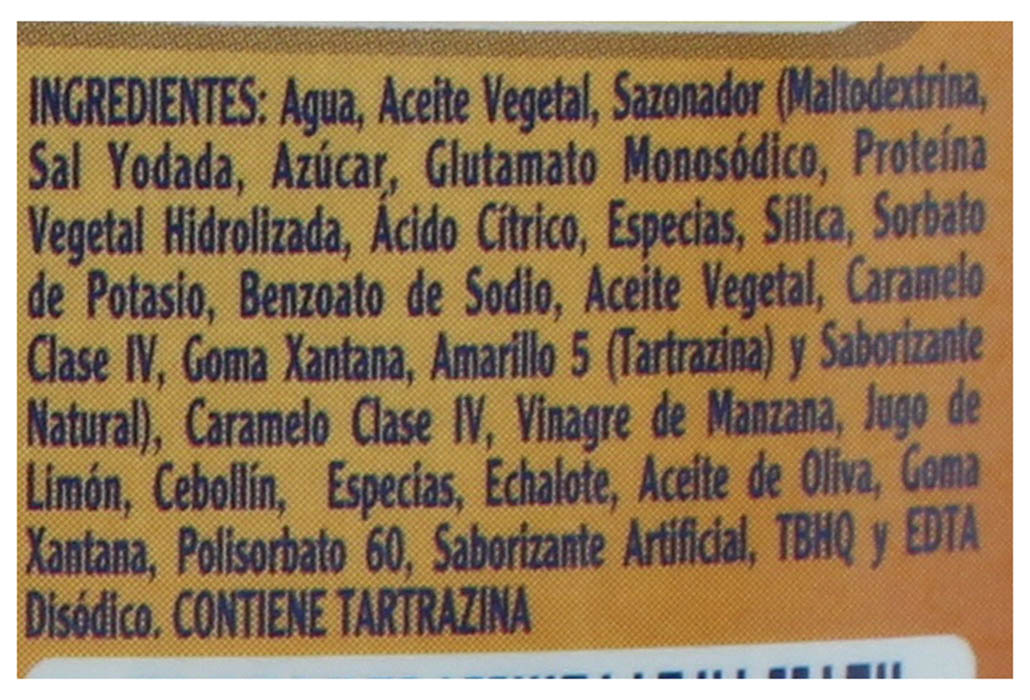 INGREDIENTES: Agua, Aceite Vegetal, Sazonador (Maltodextrina,
Sal Yodada, Azúcar, Glutamato Monosódico, Proteína
Vegetal Hidrolizada, Ácido Cítrico, Especias, Sílica, Sorbato
de Potasio, Benzoato de Sodio, Aceite Vegetal, Caramelo
Clase IV, Goma Xantana, Amarillo 5 (Tartrazina) y Saborizante
Natural), Caramelo Clase IV, Vinagre de Manzana, Jugo de
Limón, Cebollín, Especias, Echalote, Aceite de Oliva, Goma
Xantana, Polisorbato 60, Saborizante Artificial, TBHQ y EDTA
Disódico. CONTIENE TARTRAZINA